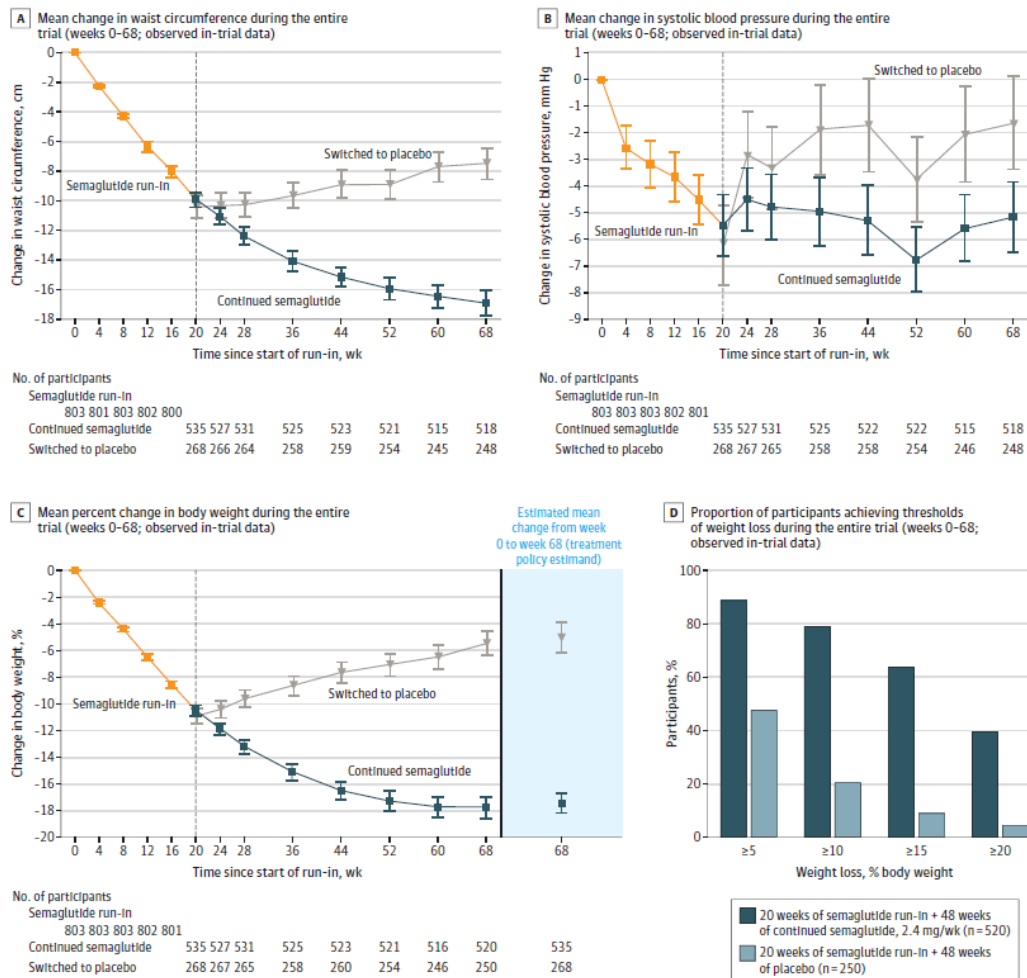 A Mean change in waist circumference during the entire
trial (weeks 0–68; observed in-trial data)
0
-2
-4
-6
-8
-10
-12
-14
-16
-18
Change in waist circumference, cm
Switched to placebo
Semaglutide run-in
Continued semaglutide
0 4 8 12 16 20 24 28 36 44 52 60 68
Time since start of run-in, wk
No. of participants
Semaglutide run-in
803 801 803 802 800
Continued semaglutide 535 527 531 525 523 521 515 518
Switched to placebo 268 266 264 258 259 254 245 248
B Mean change in systolic blood pressure during the entire
trial (weeks 0–68; observed in-trial data)
1
0
-1
-2
-3
-4
-5
-6
-7
-8
-9
Change in systolic blood pressure, mm Hg
Switched to placebo
Semaglutide run-in
Continued semaglutide
0 4 8 12 16 20 24 28 36 44 52 60 68
Time since start of run-in, wk
No. of participants
Semaglutide run-in
803 803 803 802 801
Continued semaglutide 535 527 531 525 522 522 515 518
Switched to placebo 268 267 265 258 258 254 246 248
C Mean percent change in body weight during the entire
trial (weeks 0–68; observed in-trial data)
Estimated mean
change from week
0 to week 68 (treatment
policy estimand)
0
-2
-4
-6
-8
-10
-12
-14
-16
-18
-20
Change in body weight, %
Semaglutide run-in
Switched to placebo
Continued semaglutide
0 4 8 12 16 20 24 28 36 44 52 60 68 68
Time since start of run-in, wk
No. of participants
Semaglutide run-in
803 803 803 802 801
Continued semaglutide 535 527 531 525 523 521 516 520 535
Switched to placebo 268 267 265 258 260 254 246 250 268
D Proportion of participants achieving thresholds
of weight loss during the entire trial (weeks 0–68;
observed in-trial data)
100
80
60
40
20
0
Participants, %
≥5 ≥10 ≥15 ≥20
Weight loss, % body weight
20 weeks of semaglutide run-in + 48 weeks
of continued semaglutide, 2.4 mg/wk (n=520)
20 weeks of semaglutide run-in + 48 weeks
of placebo (n=250)